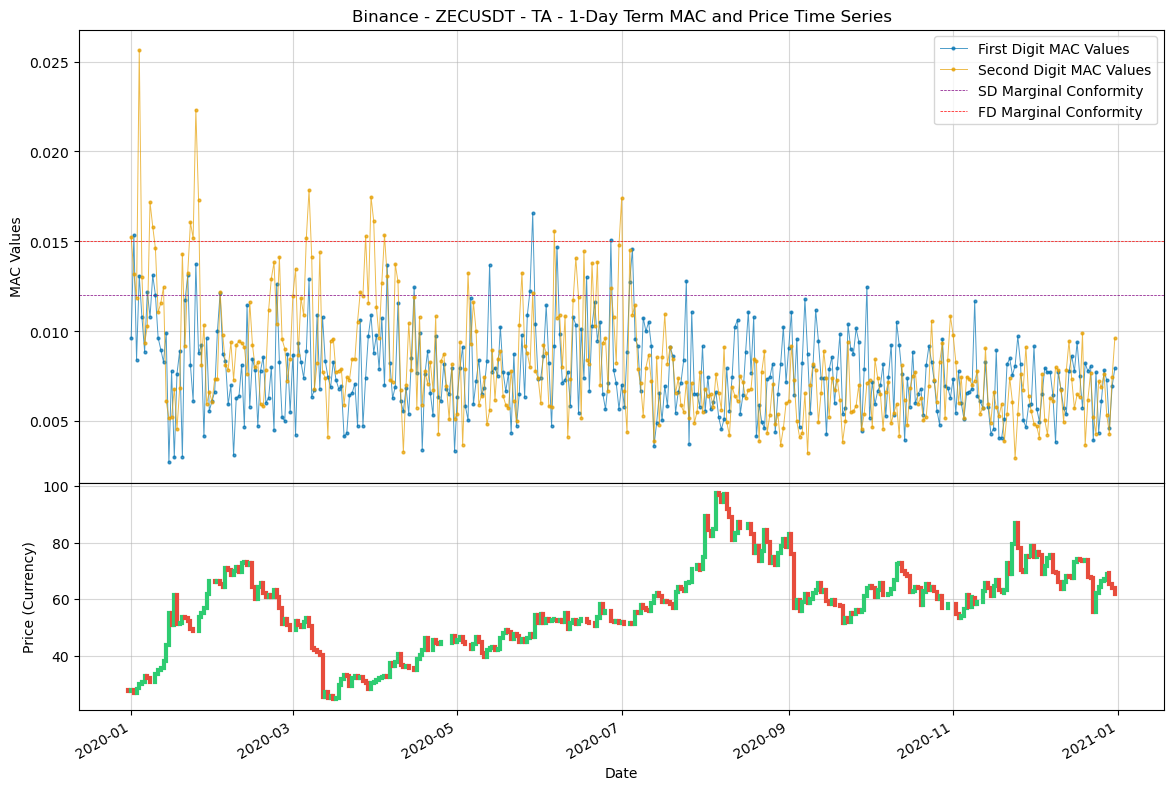 Binance - ZECUSDT - TA - 1-Day Term MAC and Price Time Series
First Digit MAC Values
Second Digit MAC Values
SD Marginal Conformity
FD Marginal Conformity
MAC Values
0.025
0.020
0.015
0.010
0.005
Price (Currency)
100
80
60
40
2020-01
2020-03
2020-05
2020-07
2020-09
2020-11
2021-01
Date